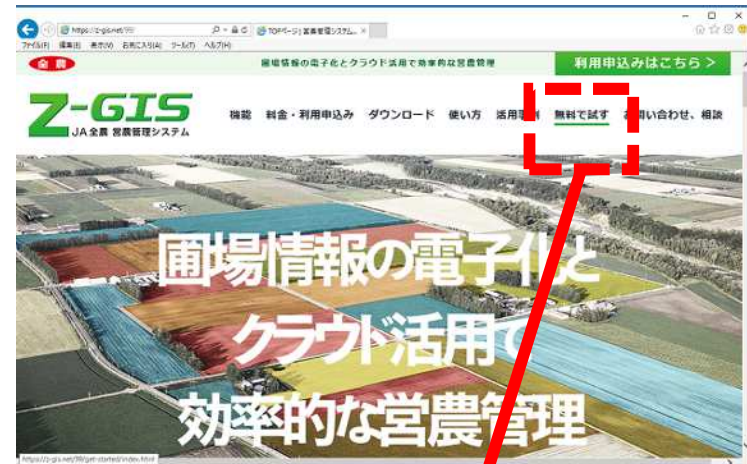 https://z-gis.net/99/
TOPページ | 営農管理システム...
ファイル(F) 編集(E) 表示(V) お気に入り(A) ツール(T) ヘルプ(H)
全農
圃場情報の電子化とクラウド活用で効率的な営農管理
利用申込みはこちら >
Z-GIS
JA全農 営農管理システム
機能 料金・利用申込み ダウンロード 使い方 活用事例 無料で試す お問い合わせ、相談
圃場情報の電子化と
クラウド活用で
効率的な営農管理
https://z-gis.net/99/get-started/index.html